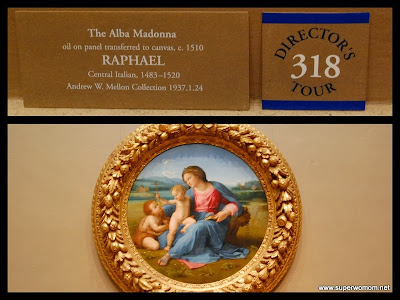 The Alba Madonna
oil on panel transferred to canvas, c. 1510
RAPHAEL
Central Italian, 1483–1520
Andrew W. Mellon Collection 1937.1.24
DIRECTOR'S
318
TOUR
www.superwomom.net